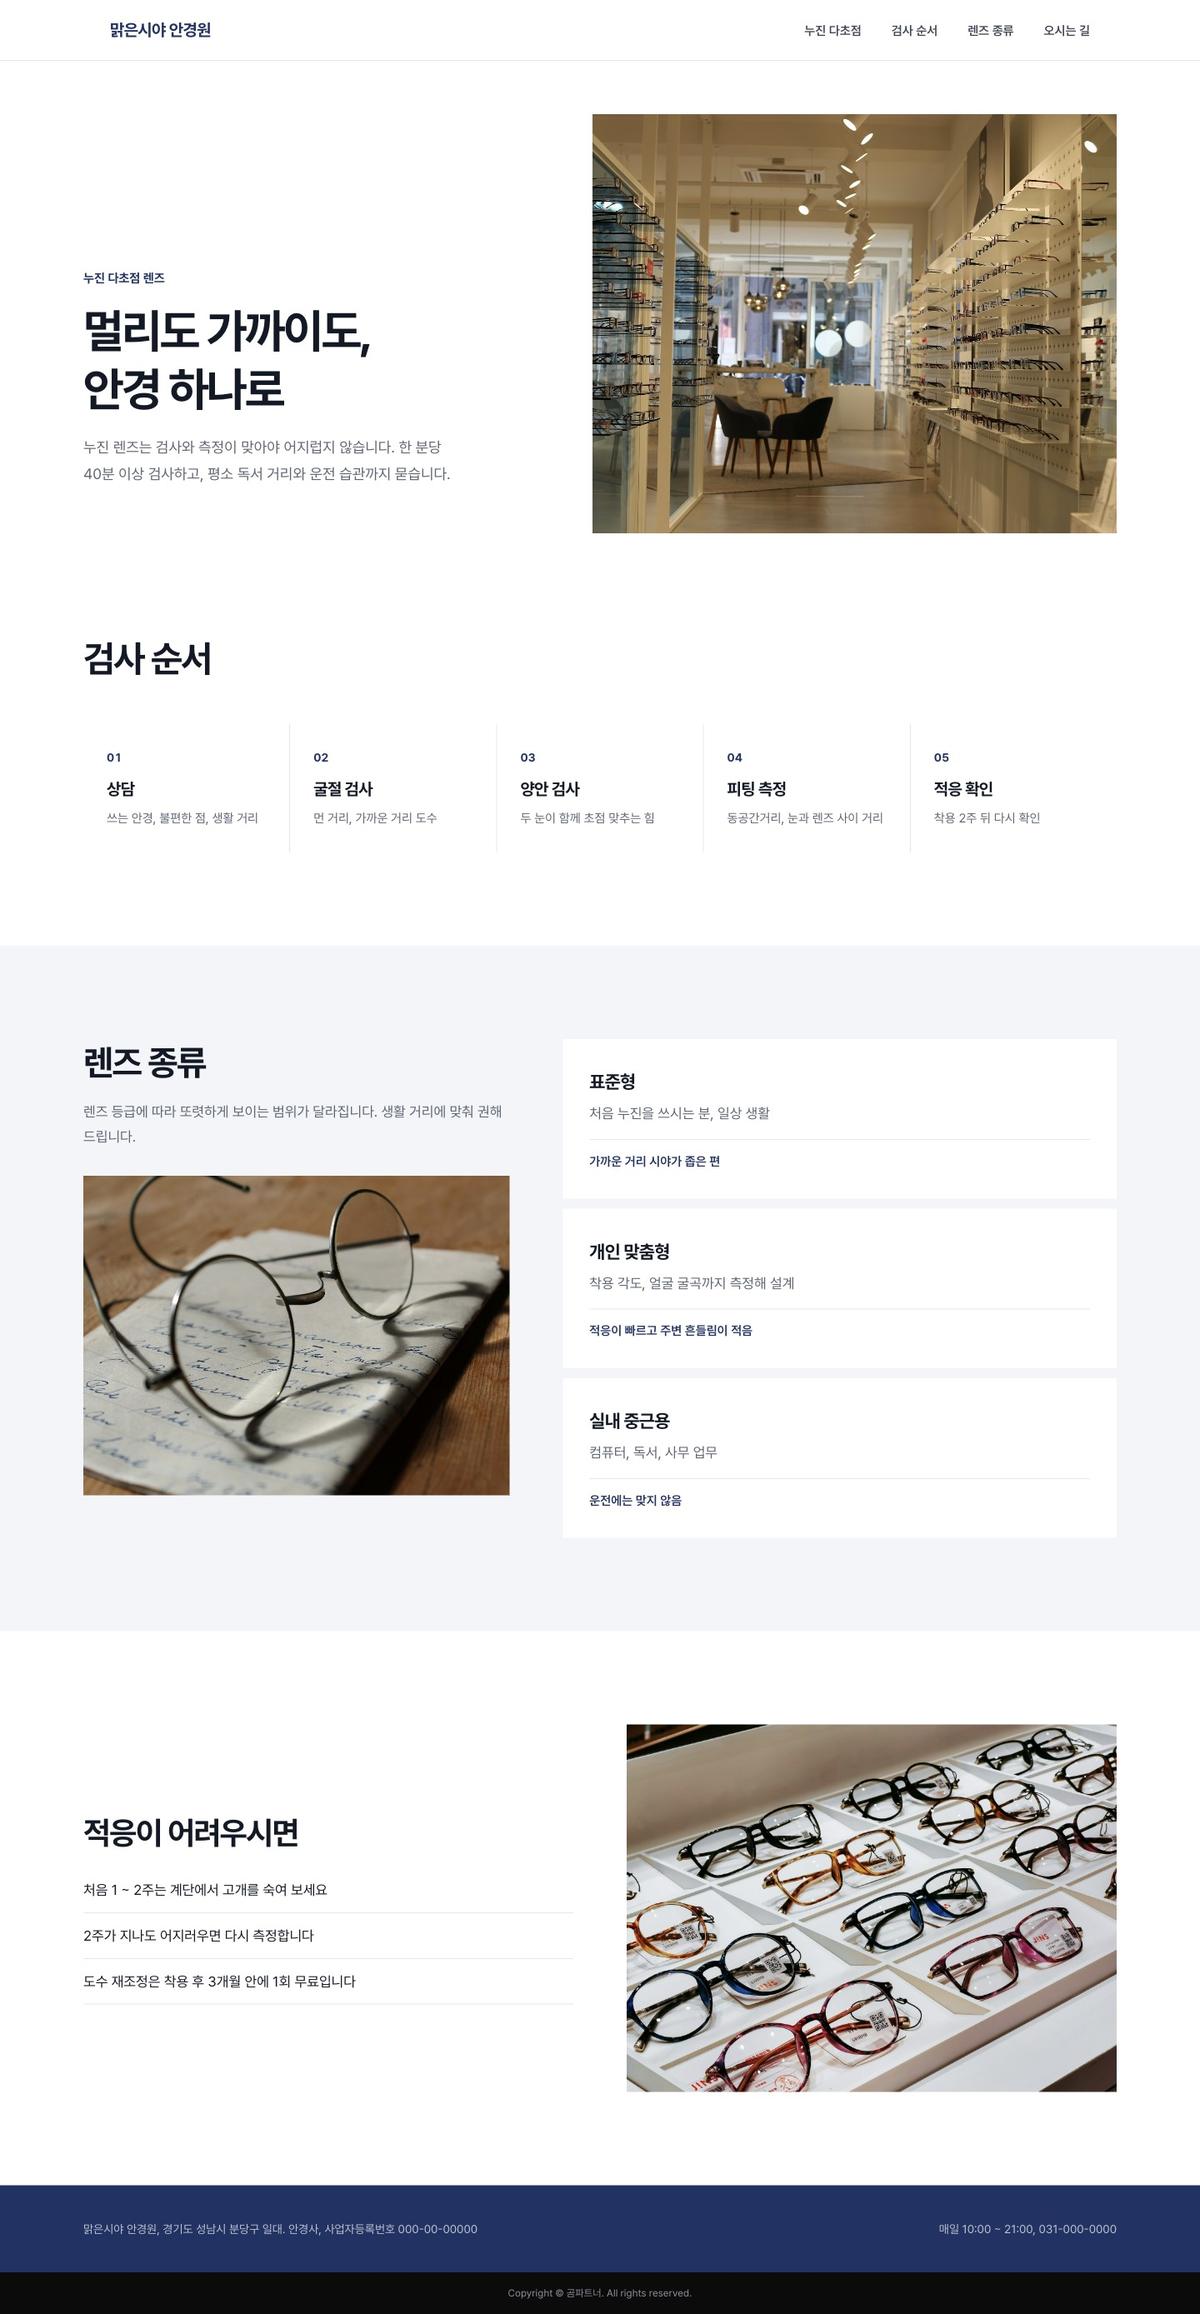 맑은시야 안경원
누진 다초점
검사 순서
렌즈 종류
오시는 길
누진 다초점 렌즈
멀리도 가까이도,
안경 하나로
누진 렌즈는 검사와 측정이 맞아야 어지럽지 않습니다. 한 분당
40분 이상 검사하고, 평소 독서 거리와 운전 습관까지 묻습니다.
검사 순서
01
상담
쓰는 안경, 불편한 점, 생활 거리
02
굴절 검사
먼 거리, 가까운 거리 도수
03
양안 검사
두 눈이 함께 초점 맞추는 힘
04
피팅 측정
동공간거리, 눈과 렌즈 사이 거리
05
적응 확인
착용 2주 뒤 다시 확인
렌즈 종류
렌즈 등급에 따라 또렷하게 보이는 범위가 달라집니다. 생활 거리에 맞춰 권해
드립니다.
표준형
처음 누진을 쓰시는 분, 일상 생활
가까운 거리 시야가 좁은 편
개인 맞춤형
착용 각도, 얼굴 굴곡까지 측정해 설계
적응이 빠르고 주변 흔들림이 적음
실내 중근용
컴퓨터, 독서, 사무 업무
운전에는 맞지 않음
적응이 어려우시면
처음 1 ~ 2주는 계단에서 고개를 숙여 보세요
2주가 지나도 어지러우면 다시 측정합니다
도수 재조정은 착용 후 3개월 안에 1회 무료입니다
JINS
JINS
JINS
맑은시야 안경원, 경기도 성남시 분당구 일대. 안경사, 사업자등록번호 000-00-00000
매일 10:00 ~ 21:00, 031-000-0000
Copyright © 곰파트너. All rights reserved.